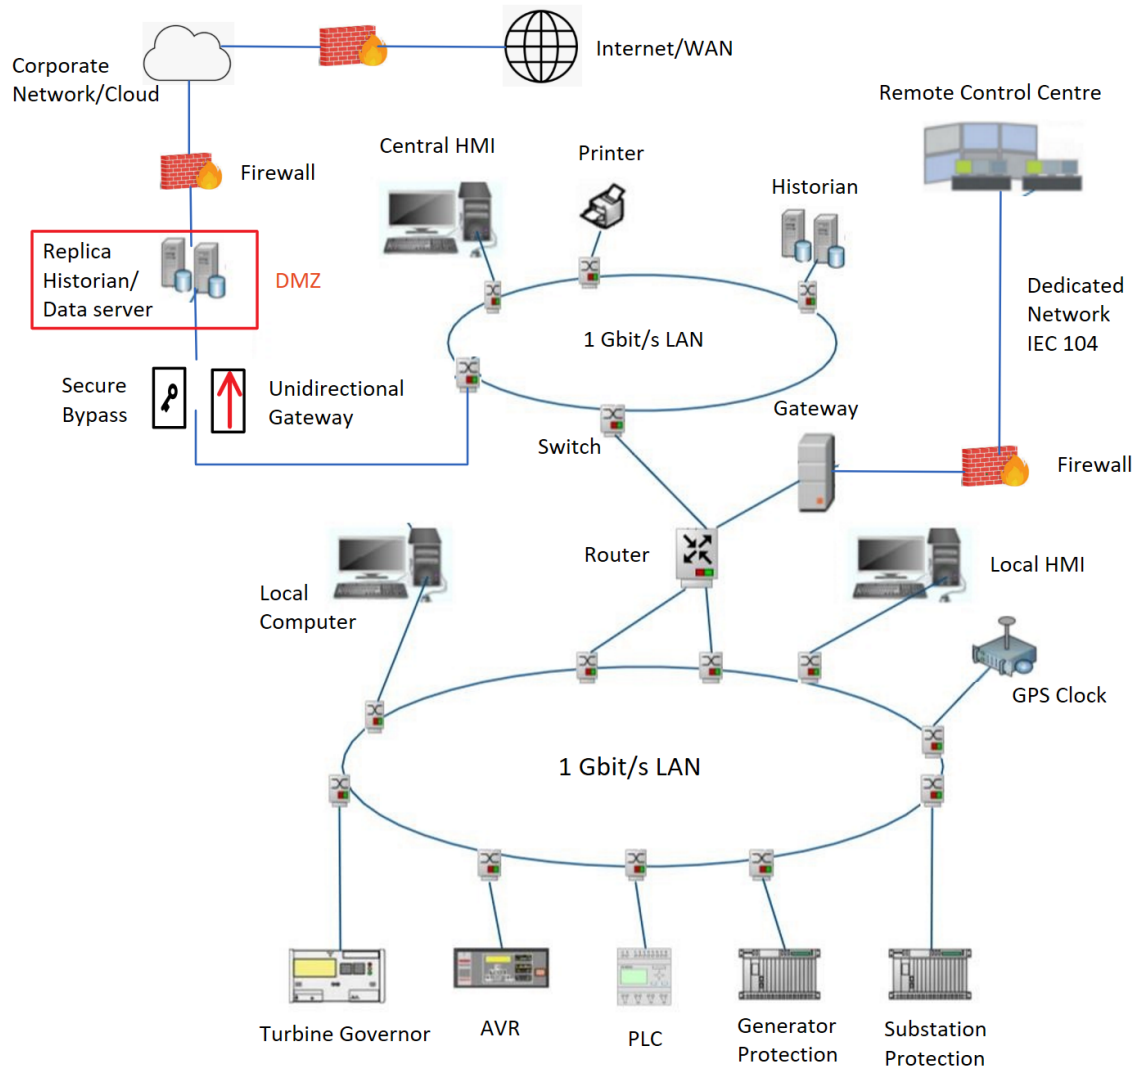 Internet/WAN
Corporate
Network/Cloud
Remote Control Centre
Central HMI
Printer
Firewall
Historian
Replica
Historian/
Data server
DMZ
Dedicated
Network
IEC 104
1 Gbit/s LAN
Secure
Bypass
Unidirectional
Gateway
Gateway
Switch
Firewall
Router
Local HMI
Local
Computer
GPS Clock
1 Gbit/s LAN
Turbine Governor
AVR
PLC
Generator
Protection
Substation
Protection